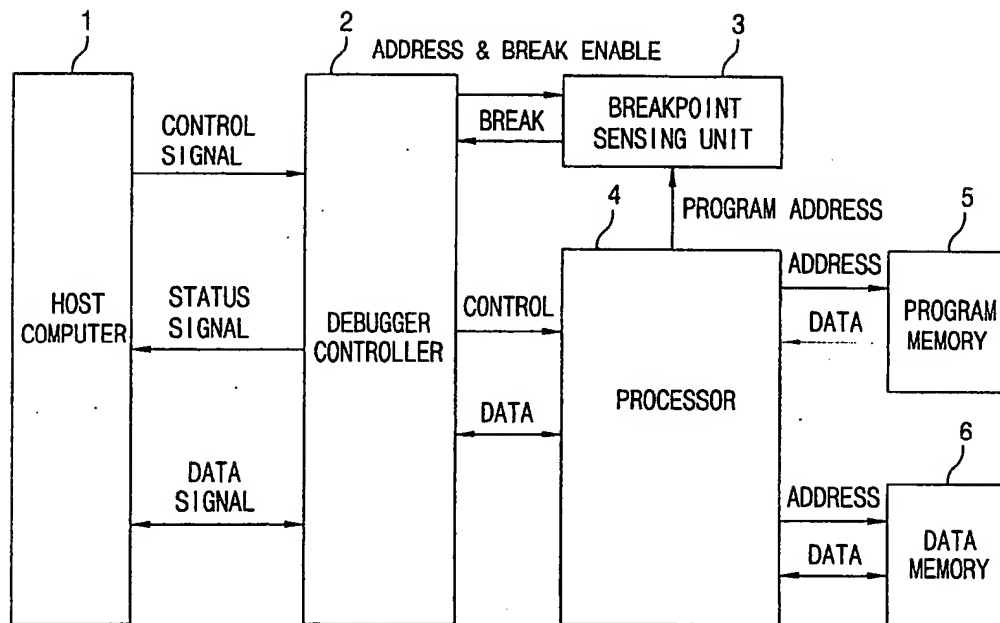 1
2
3
ADDRESS & BREAK ENABLE
BREAKPOINT
SENSING UNIT
BREAK
CONTROL
SIGNAL
PROGRAM ADDRESS
4
5
ADDRESS
DATA
PROGRAM
MEMORY
HOST
COMPUTER
STATUS
SIGNAL
DEBUGGER
CONTROLLER
CONTROL
PROCESSOR
DATA
DATA
SIGNAL
6
ADDRESS
DATA
DATA
MEMORY